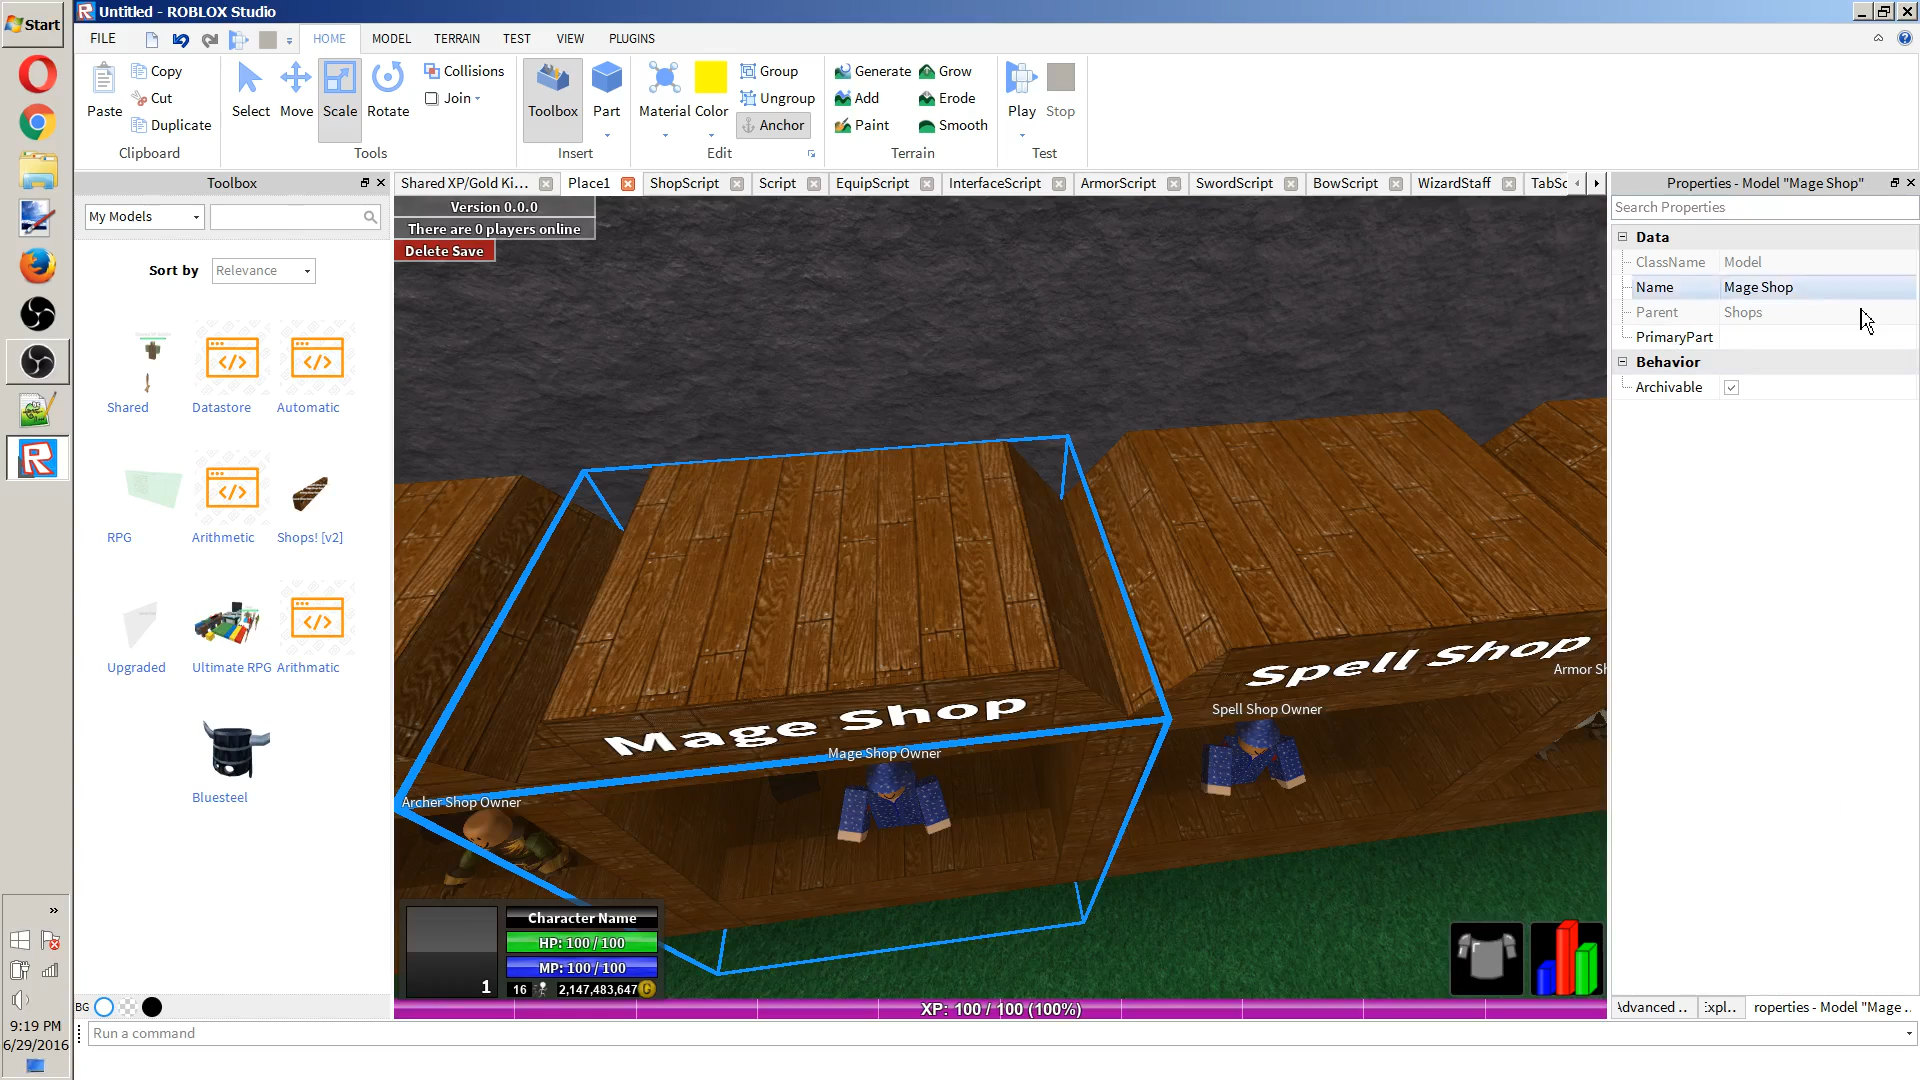 Start
Untitled - ROBLOX Studio
FILE
HOME
MODEL
TERRAIN
TEST
VIEW
PLUGINS
Paste
Copy
Cut
Duplicate
Clipboard
Select
Move
Scale
Rotate
Collisions
Join
Tools
Toolbox
Part
Insert
Material
Color
Group
Ungroup
Anchor
Edit
Generate
Add
Paint
Grow
Erode
Smooth
Terrain
Play
Stop
Test
Toolbox
My Models
Sort by
Relevance
Shared
Datastore
Automatic
RPG
Arithmetic
Shops! [v2]
Upgraded
Ultimate RPG
Arithmatic
Bluesteel
BG
Shared XP/Gold Ki...
Place1
ShopScript
Script
EquipScript
InterfaceScript
ArmorScript
SwordScript
BowScript
WizardStaff
TabSc
Version 0.0.0
There are 0 players online
Delete Save
Mage Shop
Mage Shop Owner
Spell Shop
Spell Shop Owner
Armor Sh
Archer Shop Owner
Character Name
HP: 100 / 100
MP: 100 / 100
1
16
2,147,483,647
G
XP: 100 / 100 (100%)
Properties - Model "Mage Shop"
Search Properties
Data
ClassName Model
Name Mage Shop
Parent Shops
PrimaryPart
Behavior
Archivable
Advanced ...
Expl...
roperties - Model "Mage ...
9:19 PM
6/29/2016
Run a command